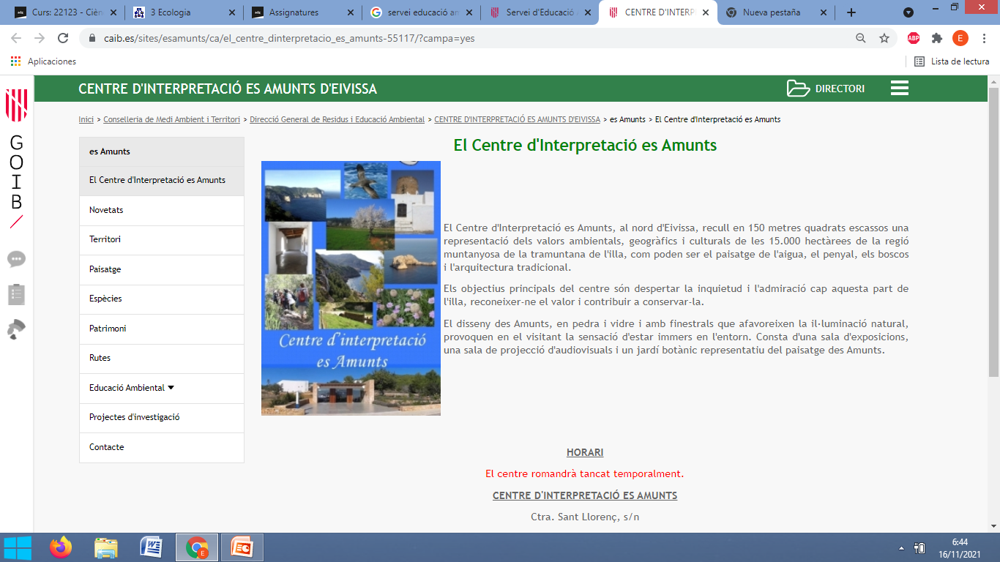 Curs: 22123 - Cièn
3 Ecologia
Assignatures
servei educació am
Servei d'Educació A
CENTRE D'INTERP
Nueva pestaña
caib.es/sites/esamunts/ca/el_centre_dinterpretacio_es_amunts-55117/?campa=yes
ABP
E
Aplicaciones
Lista de lectura
CENTRE D'INTERPRETACIÓ ES AMUNTS D'EIVISSA
DIRECTORI
GOIB
Inici > Conselleria de Medi Ambient i Territori > Direcció General de Residus i Educació Ambiental > CENTRE D'INTERPRETACIÓ ES AMUNTS D'EIVISSA > es Amunts > El Centre d'Interpretació es Amunts
es Amunts
El Centre d'Interpretació es Amunts
Novetats
Territori
Paisatge
Espècies
Patrimoni
Rutes
Educació Ambiental
Projectes d'investigació
Contacte
El Centre d'Interpretació es Amunts
Centre d'interpretació
es Amunts
El Centre d'Interpretació es Amunts, al nord d'Eivissa, recull en 150 metres quadrats escassos una
representació dels valors ambientals, geogràfics i culturals de les 15.000 hectàrees de la regió
muntanyosa de la tramuntana de l'illa, com poden ser el paisatge de l'aigua, el penyal, els boscos
i l'arquitectura tradicional.
Els objectius principals del centre són despertar la inquietud i l'admiració cap aquesta part de
l'illa, reconeixer-ne el valor i contribuir a conservar-la.
El disseny des Amunts, en pedra i vidre i amb finestrals que afavoreixen la il·luminació natural,
provoquen en el visitant la sensació d'estar immers en l'entorn. Consta d'una sala d'exposicions,
una sala de projecció d'audiovisuals i un jardí botànic representatiu del paisatge des Amunts.
HORARI
El centre romandrà tancat temporalment.
CENTRE D'INTERPRETACIÓ ES AMUNTS
Ctra. Sant Llorenç, s/n
6:44
16/11/2021